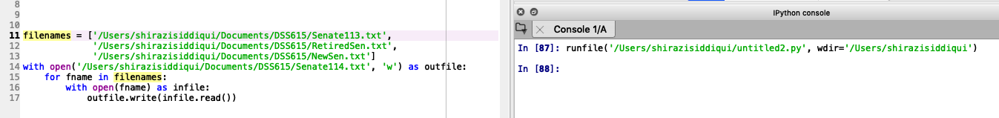 8
9
10
11 filenames = ['/Users/shirazisiddiqui/Documents/DSS615/Senate113.txt',
12 '/Users/shirazisiddiqui/Documents/DSS615/RetiredSen.txt',
13 '/Users/shirazisiddiqui/Documents/DSS615/NewSen.txt']
14 with open('/Users/shirazisiddiqui/Documents/DSS615/Senate114.txt', 'w') as outfile:
15 for fname in filenames:
16 with open(fname) as infile:
17 outfile.write(infile.read())
IPython console
Console 1/A
In [87]: runfile('/Users/shirazisiddiqui/untitled2.py', wdir='/Users/shirazisiddiqui')
In [88]: